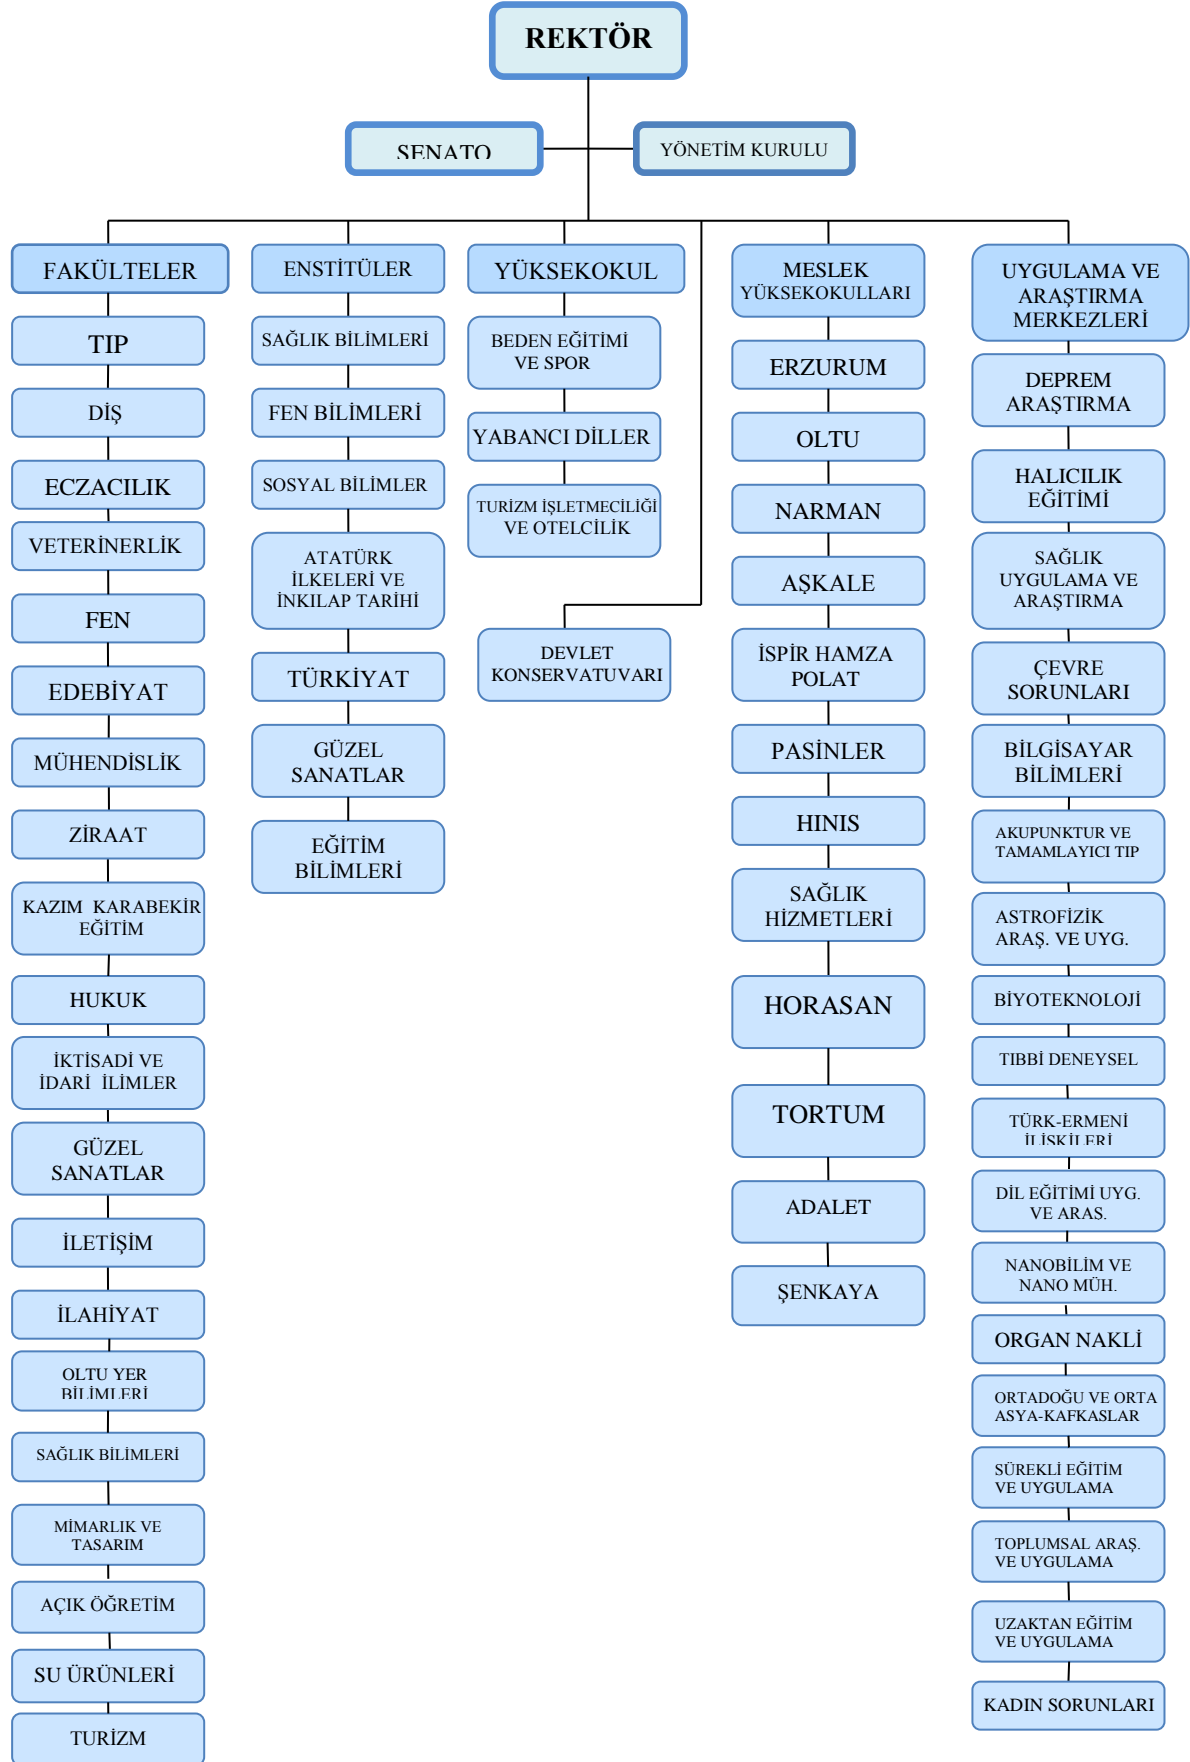 REKTÖR
SENATO
YÖNETİM KURULU
FAKÜLTELER
TIP
DİŞ
ECZACILIK
VETERİNERLİK
FEN
EDEBİYAT
MÜHENDİSLİK
ZİRAAT
KAZIM KARABEKİR
EĞİTİM
HUKUK
İKTİSADİ VE
İDARİ İLİMLER
GÜZEL
SANATLAR
İLETİŞİM
İLAHİYAT
OLTU YER
BİLİMLERİ
SAĞLIK BİLİMLERİ
MİMARLIK VE
TASARIM
AÇIK ÖĞRETİM
SU ÜRÜNLERİ
TURİZM
ENSTİTÜLER
SAĞLIK BİLİMLERİ
FEN BİLİMLERİ
SOSYAL BİLİMLER
ATATÜRK
İLKELERİ VE
İNKILAP TARİHİ
TÜRKİYAT
GÜZEL
SANATLAR
EĞİTİM
BİLİMLERİ
YÜKSEKOKUL
BEDEN EĞİTİMİ
VE SPOR
YABANCI DİLLER
TURİZM İŞLETMECİLİĞİ
VE OTELCİLİK
DEVLET
KONSERVATUVARI
MESLEK
YÜKSEKOKULLARI
ERZURUM
OLTU
NARMAN
AŞKALE
İSPİR HAMZA
POLAT
PASİNLER
HINIS
SAĞLIK
HİZMETLERİ
HORASAN
TORTUM
ADALET
ŞENKAYA
UYGULAMA VE
ARAŞTIRMA
MERKEZLERİ
DEPREM
ARAŞTIRMA
HALICILIK
EĞİTİMİ
SAĞLIK
UYGULAMA VE
ARAŞTIRMA
ÇEVRE
SORUNLARI
BİLGİSAYAR
BİLİMLERİ
AKUPUNKTUR VE
TAMAMLAYICI TIP
ASTROFİZİK
ARAŞ. VE UYG.
BİYOTEKNOLOJİ
TIBBİ DENEYSEL
TÜRK-ERMENİ
İLİŞKİLERİ
DİL EĞİTİMİ UYG.
VE ARAŞ.
NANOBİLİM VE
NANO MÜH.
ORGAN NAKLİ
ORTADOĞU VE ORTA
ASYA-KAFKASLAR
SÜREKLİ EĞİTİM
VE UYGULAMA
TOPLUMSAL ARAŞ.
VE UYGULAMA
UZAKTAN EĞİTİM
VE UYGULAMA
KADIN SORUNLARI